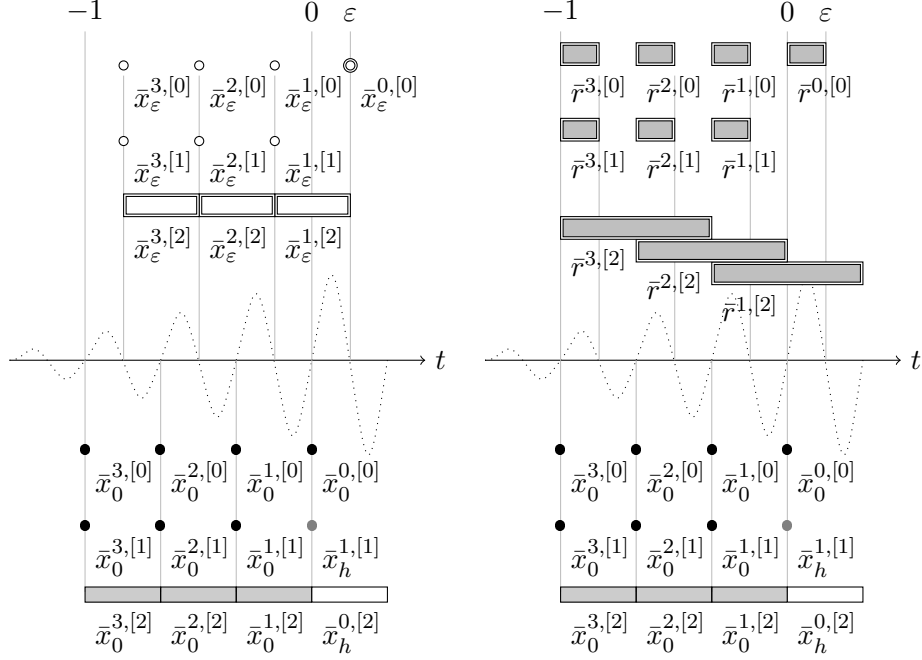 −1 0 ε
x̄_ε^{3,[0]} x̄_ε^{2,[0]} x̄_ε^{1,[0]} x̄_ε^{0,[0]}
x̄_ε^{3,[1]} x̄_ε^{2,[1]} x̄_ε^{1,[1]}
x̄_ε^{3,[2]} x̄_ε^{2,[2]} x̄_ε^{1,[2]}
t
x̄_0^{3,[0]} x̄_0^{2,[0]} x̄_0^{1,[0]} x̄_0^{0,[0]}
x̄_0^{3,[1]} x̄_0^{2,[1]} x̄_0^{1,[1]} x̄_h^{1,[1]}
x̄_0^{3,[2]} x̄_0^{2,[2]} x̄_0^{1,[2]} x̄_h^{0,[2]}
−1 0 ε
r̄^{3,[0]} r̄^{2,[0]} r̄^{1,[0]} r̄^{0,[0]}
r̄^{3,[1]} r̄^{2,[1]} r̄^{1,[1]}
r̄^{3,[2]}
r̄^{2,[2]}
r̄^{1,[2]}
t
x̄_0^{3,[0]} x̄_0^{2,[0]} x̄_0^{1,[0]} x̄_0^{0,[0]}
x̄_0^{3,[1]} x̄_0^{2,[1]} x̄_0^{1,[1]} x̄_h^{1,[1]}
x̄_0^{3,[2]} x̄_0^{2,[2]} x̄_0^{1,[2]} x̄_h^{0,[2]}